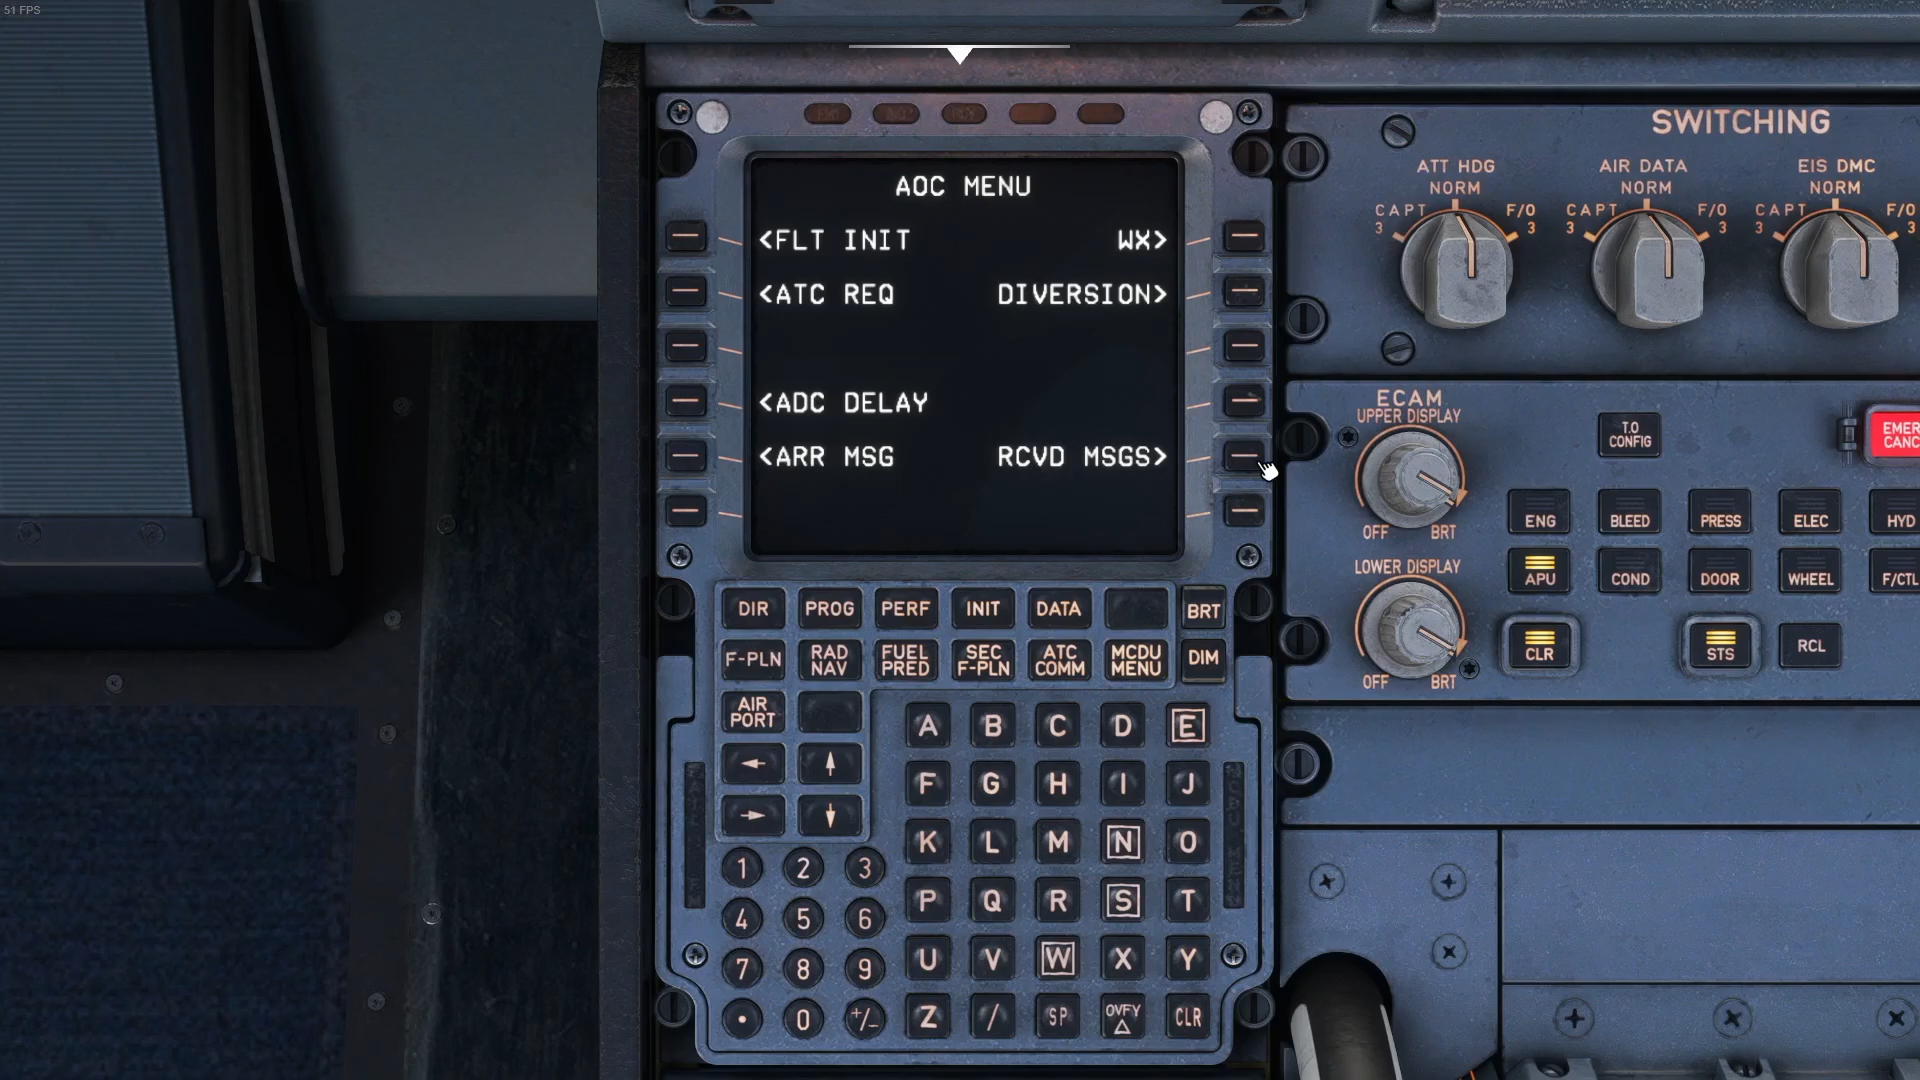 51 FPS
AOC MENU
<FLT INIT WX>
<ATC REQ DIVERSION>
<ADC DELAY
<ARR MSG RCVD MSGS>
DIR PROG PERF INIT DATA BRT
F-PLN RAD NAV FUEL PRED SEC F-PLN ATC COMM MCDU MENU DIM
AIR PORT
A B C D E
F G H I J
K L M N O
P Q R S T
U V W X Y
Z / SP OVFY Δ CLR
1 2 3
4 5 6
7 8 9
. 0 +/-
SWITCHING
ATT HDG AIR DATA EIS DMC
NORM NORM NORM
CAPT 3 F/O 3 CAPT 3 F/O 3 CAPT 3 F/O 3
ECAM
UPPER DISPLAY
OFF BRT
LOWER DISPLAY
OFF BRT
T.O CONFIG
EMER CANC
ENG BLEED PRESS ELEC HYD
APU COND DOOR WHEEL F/CTL
CLR STS RCL